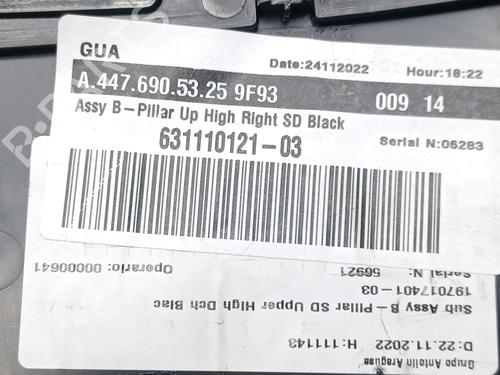 GUA Date:24112022 Hour:18:22
A.447.690.53.25 9F93 009 14
Assy B-Pillar Up High Right SD Black
631110121-03 Serial N:06283
Grupo Antolin Aragusa
D:22.11.2022 H:111143
Sub Assy B-Pillar SD Upper High Dch Blac
197017401-03
Serial N: 56921
Operario: 00000641